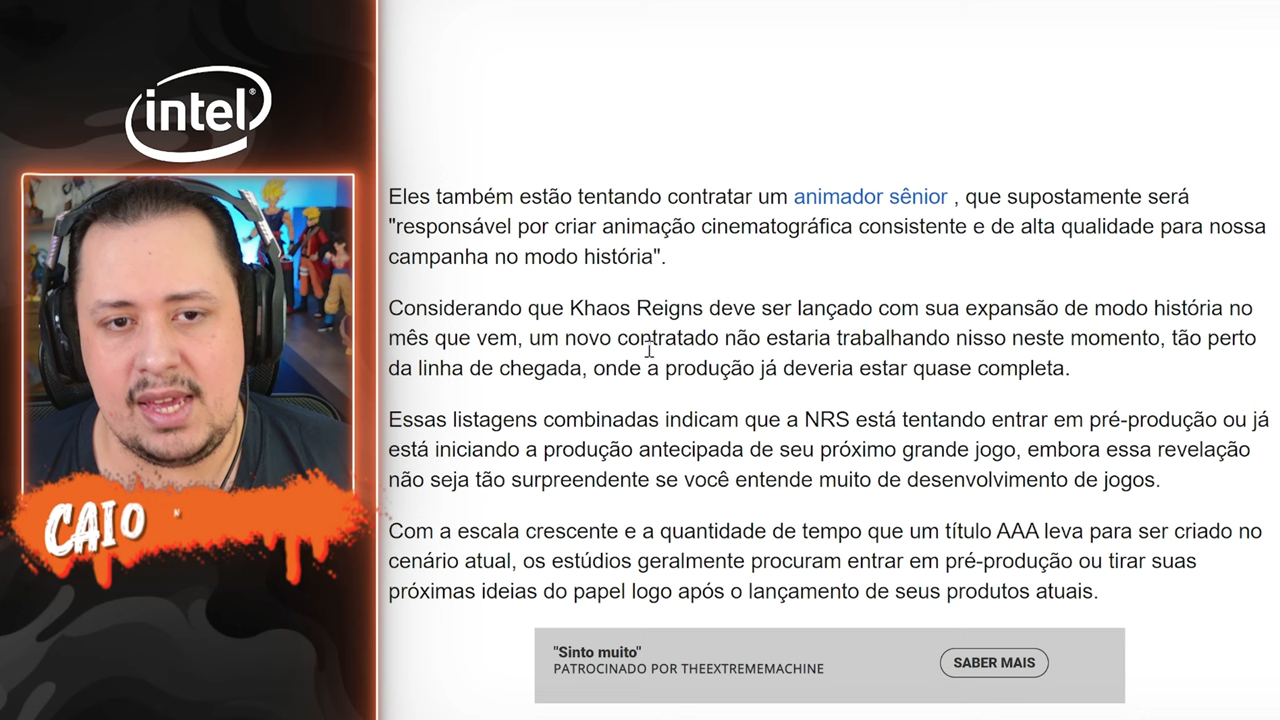 intel®
CAIO
Eles também estão tentando contratar um animador sênior , que supostamente será
"responsável por criar animação cinematográfica consistente e de alta qualidade para nossa
campanha no modo história".
Considerando que Khaos Reigns deve ser lançado com sua expansão de modo história no
mês que vem, um novo contratado não estaria trabalhando nisso neste momento, tão perto
da linha de chegada, onde a produção já deveria estar quase completa.
Essas listagens combinadas indicam que a NRS está tentando entrar em pré-produção ou já
está iniciando a produção antecipada de seu próximo grande jogo, embora essa revelação
não seja tão surpreendente se você entende muito de desenvolvimento de jogos.
Com a escala crescente e a quantidade de tempo que um título AAA leva para ser criado no
cenário atual, os estúdios geralmente procuram entrar em pré-produção ou tirar suas
próximas ideias do papel logo após o lançamento de seus produtos atuais.
"Sinto muito"
PATROCINADO POR THEEXTREMEMACHINE
SABER MAIS